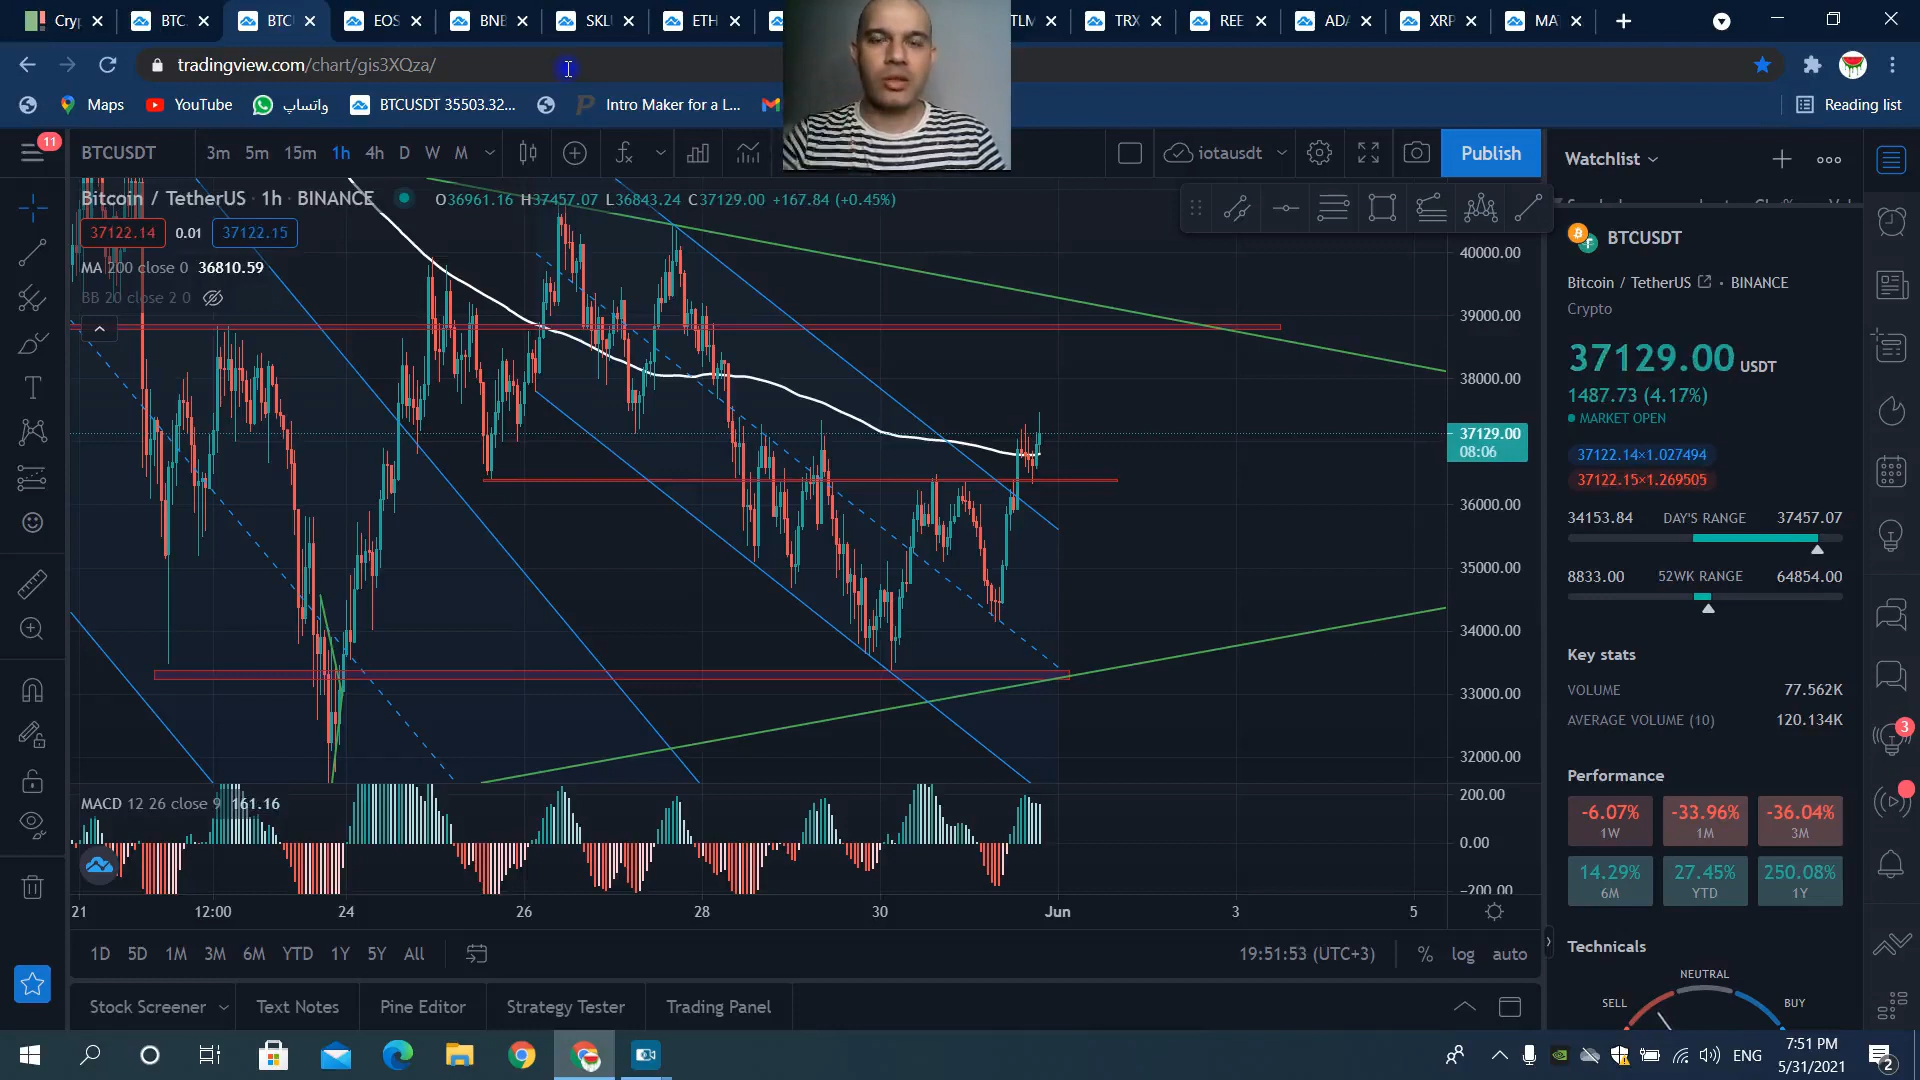 Cryp
BTC
BTC
EOS
BNB
SKL
ETH
TLM
TRX
REE
ADA
XRP
MA
tradingview.com/chart/gis3XQza/
Maps
YouTube
واتساپ
BTCUSDT 35503.32...
Intro Maker for a L...
Reading list
11
BTCUSDT
3m 5m 15m 1h 4h D W M
iotausdt
Publish
Watchlist
Bitcoin / TetherUS · 1h · BINANCE
O36961.16 H37457.07 L36843.24 C37129.00 +167.84 (+0.45%)
37122.14 0.01 37122.15
MA 200 close 0 36810.59
BB 20 close 2 0
40000.00
39000.00
38000.00
37129.00
08:06
36000.00
35000.00
34000.00
33000.00
32000.00
MACD 12 26 close 9 161.16
200.00
0.00
-200.00
21 12:00 24 26 28 30 Jun 3 5
1D 5D 1M 3M 6M YTD 1Y 5Y All
19:51:53 (UTC+3) % log auto
Stock Screener Text Notes Pine Editor Strategy Tester Trading Panel
BTCUSDT
Bitcoin / TetherUS · BINANCE
Crypto
37129.00 USDT
1487.73 (4.17%)
MARKET OPEN
37122.14×1.027494
37122.15×1.269505
34153.84 DAY'S RANGE 37457.07
8833.00 52WK RANGE 64854.00
Key stats
VOLUME 77.562K
AVERAGE VOLUME (10) 120.134K
3
Performance
-6.07% -33.96% -36.04%
1W 1M 3M
14.29% 27.45% 250.08%
6M YTD 1Y
Technicals
NEUTRAL
SELL BUY
ENG
7:51 PM
5/31/2021
2